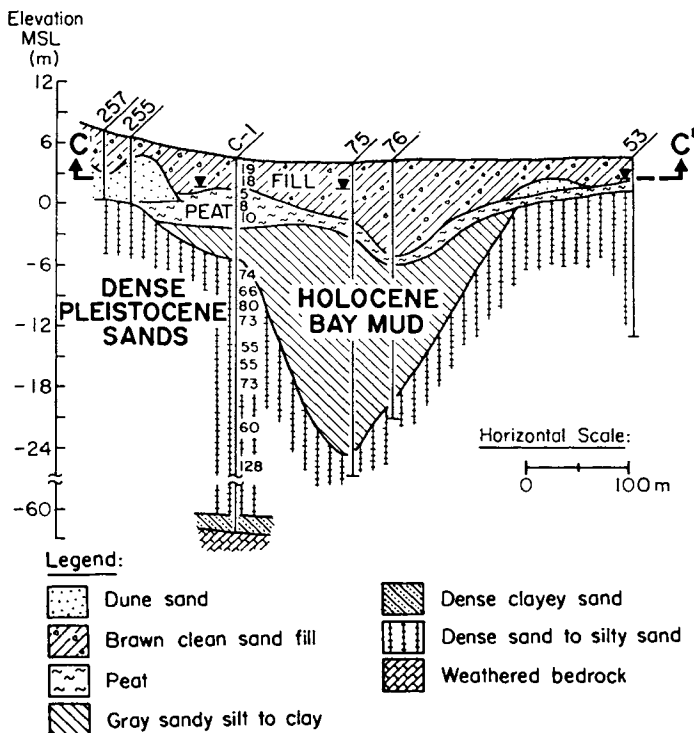 Elevation
MSL
(m)
12
6
0
-6
-12
-18
-24
-60
257
255
C-1
75
76
53
C
C'
19
18
5
8
10
FILL
PEAT
74
66
80
73
55
55
73
60
128
DENSE
PLEISTOCENE
SANDS
HOLOCENE
BAY MUD
Horizontal Scale:
0 100 m
Legend:
Dune sand
Brawn clean sand fill
Peat
Gray sandy silt to clay
Dense clayey sand
Dense sand to silty sand
Weathered bedrock